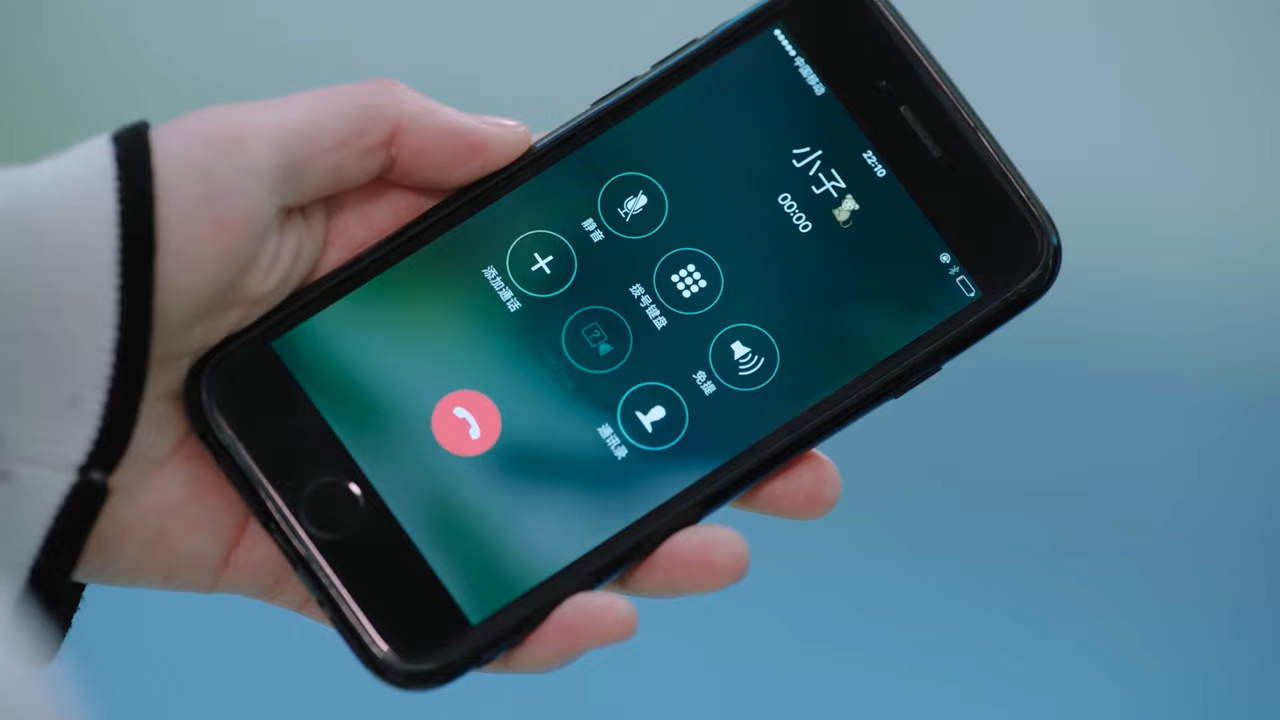 中国移动
22:10
小子
00:00
静音
拨号键盘
免提
添加通话
通讯录